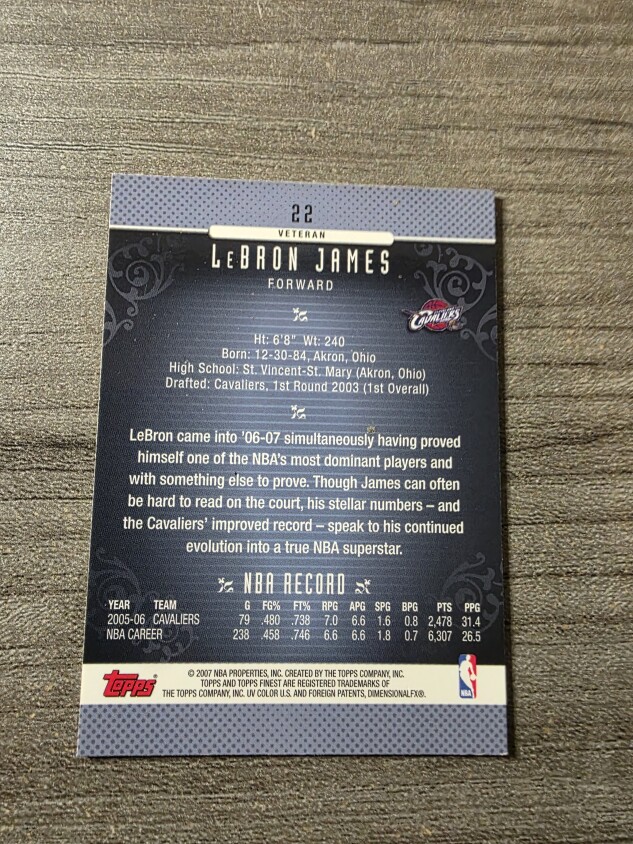 22
VETERAN
LeBRON JAMES
FORWARD
CAVALIERS
Ht: 6'8" Wt: 240
Born: 12-30-84, Akron, Ohio
High School: St. Vincent-St. Mary (Akron, Ohio)
Drafted: Cavaliers, 1st Round 2003 (1st Overall)
LeBron came into '06-07 simultaneously having proved
himself one of the NBA's most dominant players and
with something else to prove. Though James can often
be hard to read on the court, his stellar numbers – and
the Cavaliers' improved record – speak to his continued
evolution into a true NBA superstar.
NBA RECORD
YEAR TEAM G FG% FT% RPG APG SPG BPG PTS PPG
2005-06 CAVALIERS 79 .480 .738 7.0 6.6 1.6 0.8 2,478 31.4
NBA CAREER 238 .458 .746 6.6 6.6 1.8 0.7 6,307 26.5
Topps
© 2007 NBA PROPERTIES, INC. CREATED BY THE TOPPS COMPANY, INC.
TOPPS AND TOPPS FINEST ARE REGISTERED TRADEMARKS OF
THE TOPPS COMPANY, INC. UV COLOR U.S. AND FOREIGN PATENTS, DIMENSIONALFX®.
NBA